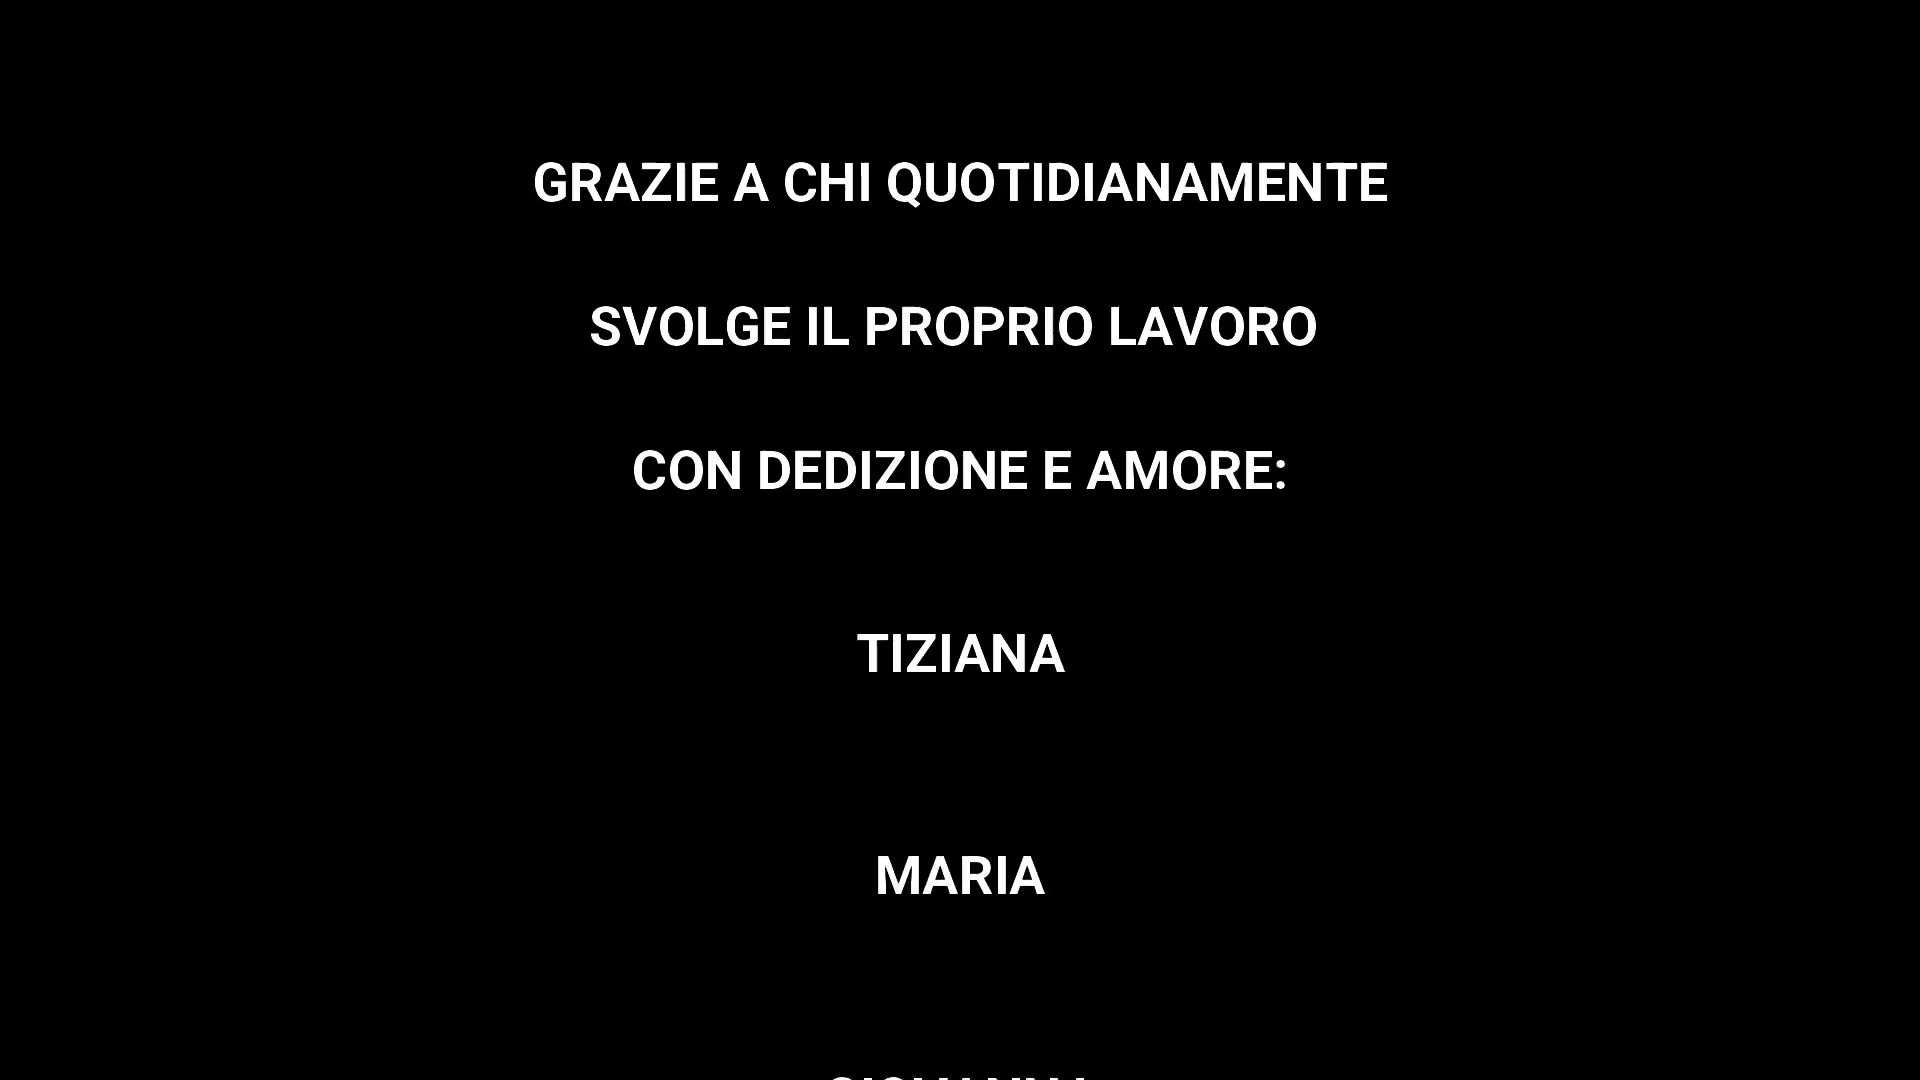 GRAZIE A CHI QUOTIDIANAMENTE
SVOLGE IL PROPRIO LAVORO
CON DEDIZIONE E AMORE:
TIZIANA
MARIA